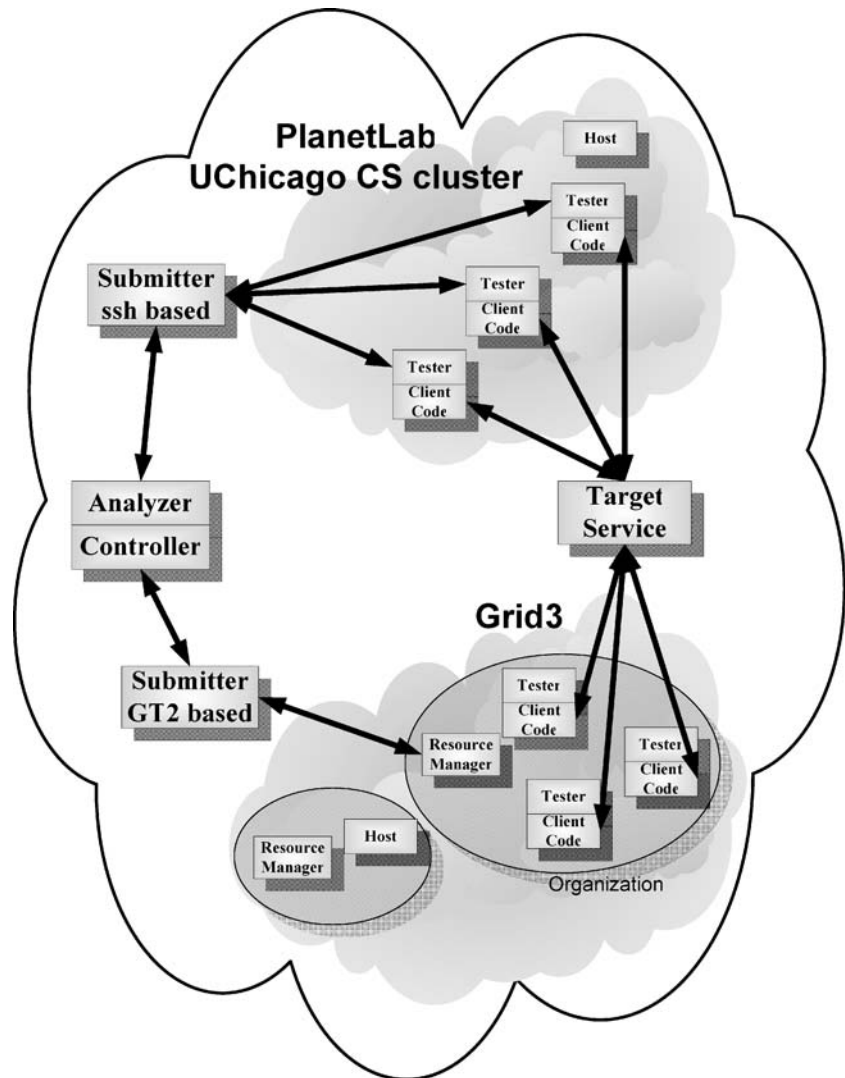 PlanetLab
UChicago CS cluster
Host
Tester
Client
Code
Submitter
ssh based
Tester
Client
Code
Tester
Client
Code
Analyzer
Controller
Target
Service
Grid3
Submitter
GT2 based
Tester
Client
Code
Resource
Manager
Tester
Client
Code
Tester
Client
Code
Host
Resource
Manager
Organization